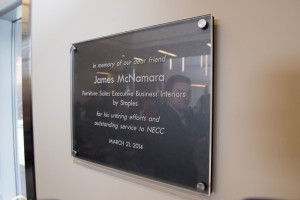 In memory of our dear friend
James McNamara
Furniture Sales Executive Business Interiors
by Staples
for his untiring efforts and
outstanding service to NECC
MARCH 21, 2014